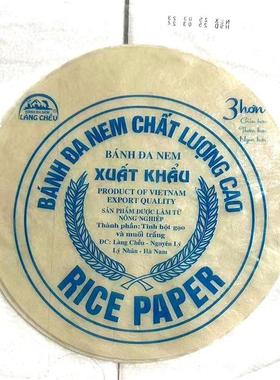 LÀNG CHỀU
3 hơn
BÁNH ĐA NEM CHẤT LƯỢNG CAO
BÁNH ĐA NEM
XUẤT KHẨU
PRODUCT OF VIETNAM
EXPORT QUALITY
SẢN PHẨM ĐƯỢC LÀM TỪ
NÔNG NGHIỆP
Thành phần: Tinh bột gạo
và muối trắng
ĐC: Làng Chều - Nguyên Lý
Lý Nhân - Hà Nam
RICE PAPER